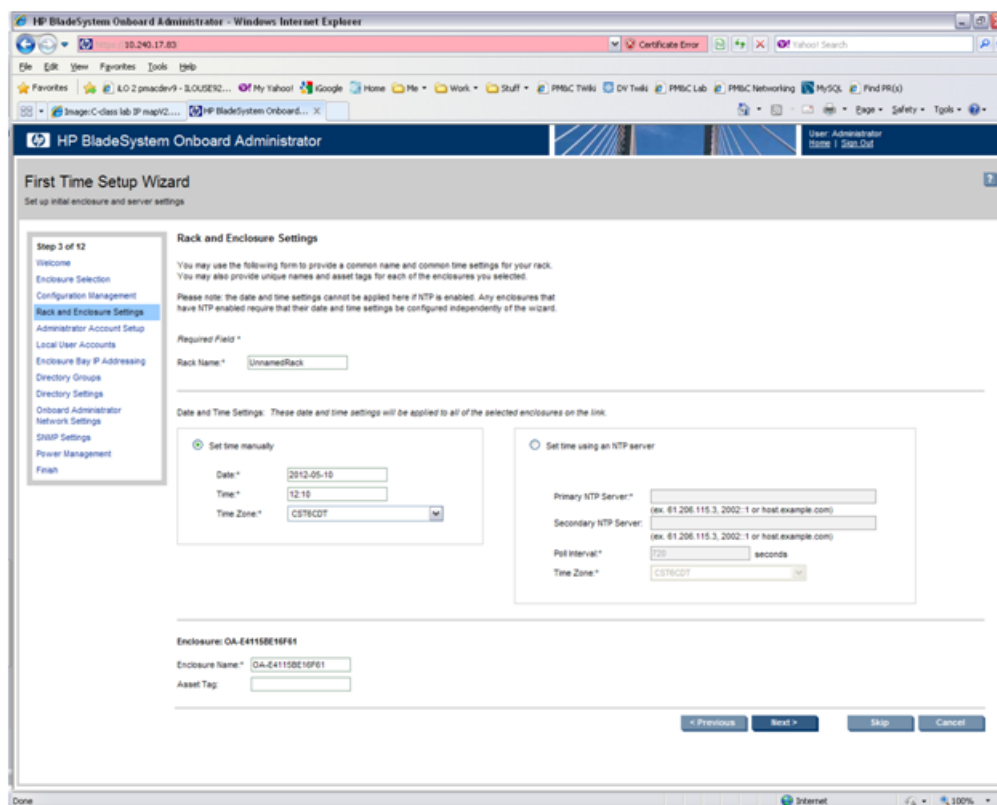 HP BladeSystem Onboard Administrator - Windows Internet Explorer
10.240.17.83
Certificate Error
Yahoo! Search
File Edit View Favorites Tools Help
Favorites
iLO 2 pmacdev9 - ILOUSE92...
My Yahoo!
iGoogle
Home
Me
Work
Stuff
PM&C TWiki
DV Twiki
PM&C Lab
PM&C Networking
MySQL
Find PR(s)
Image:C-class lab IP mapV2....
HP BladeSystem Onboard...
Page
Safety
Tools
HP BladeSystem Onboard Administrator
User: Administrator
Home | Sign Out
First Time Setup Wizard
Set up initial enclosure and server settings
Step 3 of 12
Welcome
Enclosure Selection
Configuration Management
Rack and Enclosure Settings
Administrator Account Setup
Local User Accounts
Enclosure Bay IP Addressing
Directory Groups
Directory Settings
Onboard Administrator
Network Settings
SNMP Settings
Power Management
Finish
Rack and Enclosure Settings
You may use the following form to provide a common name and common time settings for your rack.
You may also provide unique names and asset tags for each of the enclosures you selected.
Please note: the date and time settings cannot be applied here if NTP is enabled. Any enclosures that
have NTP enabled require that their date and time settings be configured independently of the wizard.
Required Field *
Rack Name:* UnnamedRack
Date and Time Settings: These date and time settings will be applied to all of the selected enclosures on the link.
Set time manually
Date:* 2012-05-10
Time:* 12:10
Time Zone:* CST6CDT
Set time using an NTP server
Primary NTP Server:*
(ex. 61.206.115.3, 2002::1 or host.example.com)
Secondary NTP Server:
(ex. 61.206.115.3, 2002::1 or host.example.com)
Poll Interval:* 720 seconds
Time Zone:* CST6CDT
Enclosure: OA-E4115BE16F61
Enclosure Name:* OA-E4115BE16F61
Asset Tag:
< Previous
Next >
Skip
Cancel
Done
Internet
100%